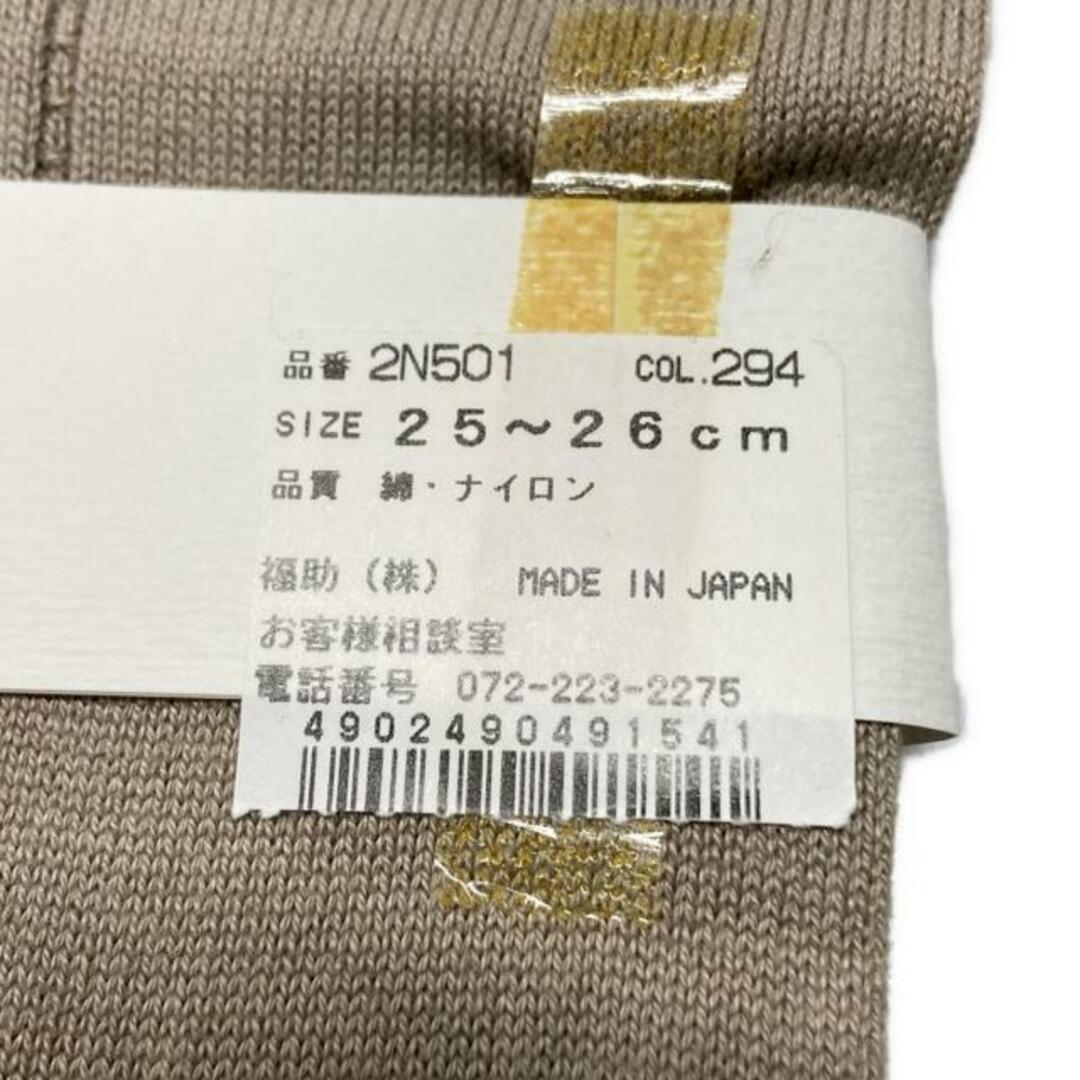 品番 2N501 COL.294
SIZE 25～26cm
品質 綿・ナイロン
福助（株） MADE IN JAPAN
お客様相談室
電話番号 072-223-2275
4902490491541